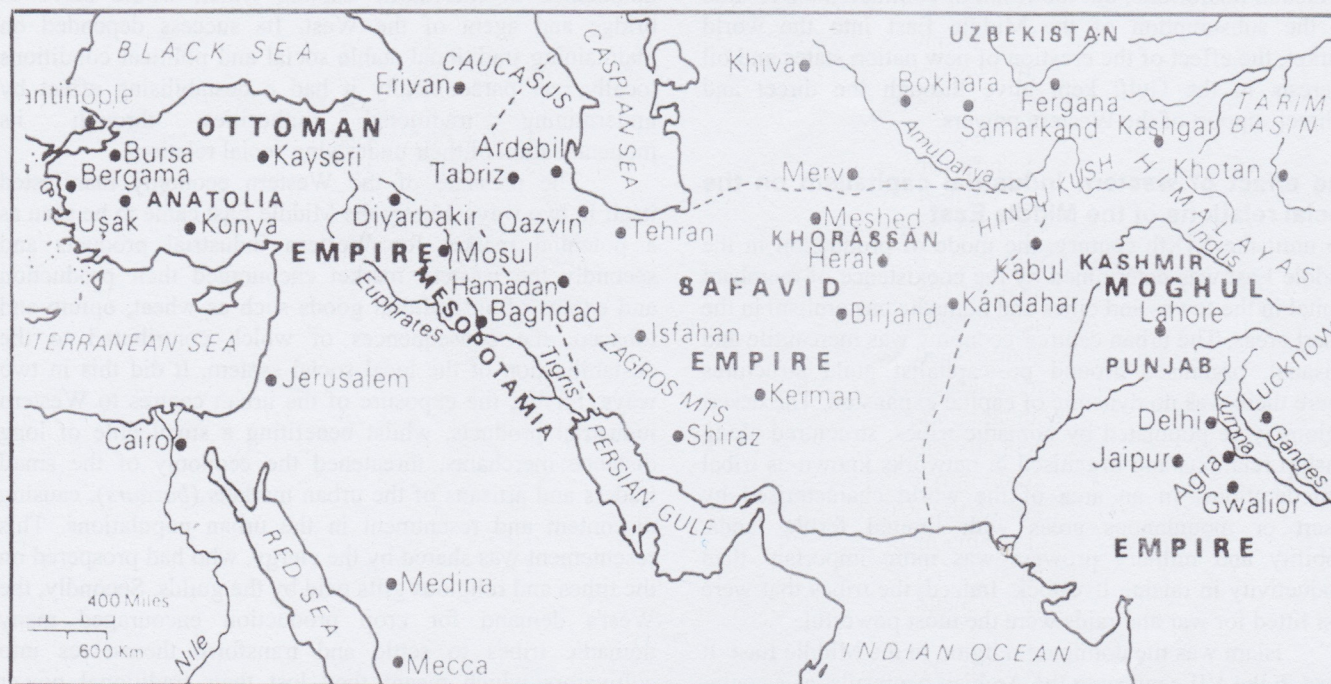 BLACK SEA
antinople
OTTOMAN
Bursa
Kayseri
Bergama
ANATOLIA
Uşak
Konya
EMPIRE
Diyarbakir
Erivan
CAUCASUS
Ardebil
Tabriz
Qazvin
Mosul
Hamadan
Baghdad
MESOPOTAMIA
Euphrates
Tigris
ITERRANEAN SEA
Jerusalem
Cairo
Nile
RED SEA
Medina
Mecca
400 Miles
600 Km
CASPIAN SEA
Tehran
Isfahan
ZAGROS MTS
Shiraz
PERSIAN GULF
Khiva
UZBEKISTAN
Bokhara
Fergana
Samarkand
Kashgar
TARIM
BASIN
Amu Darya
Merv
Khotan
Meshed
KHORASSAN
Herat
HINDU KUSH
HIMALAYAS
Indus
Kabul
KASHMIR
SAFAVID
EMPIRE
Birjand
Kándahar
Kerman
MOGHUL
Lahore
PUNJAB
Delhi
LUCKNOW
Jumna
Ganges
Jaipur
Agra
Gwalior
EMPIRE
INDIAN OCEAN